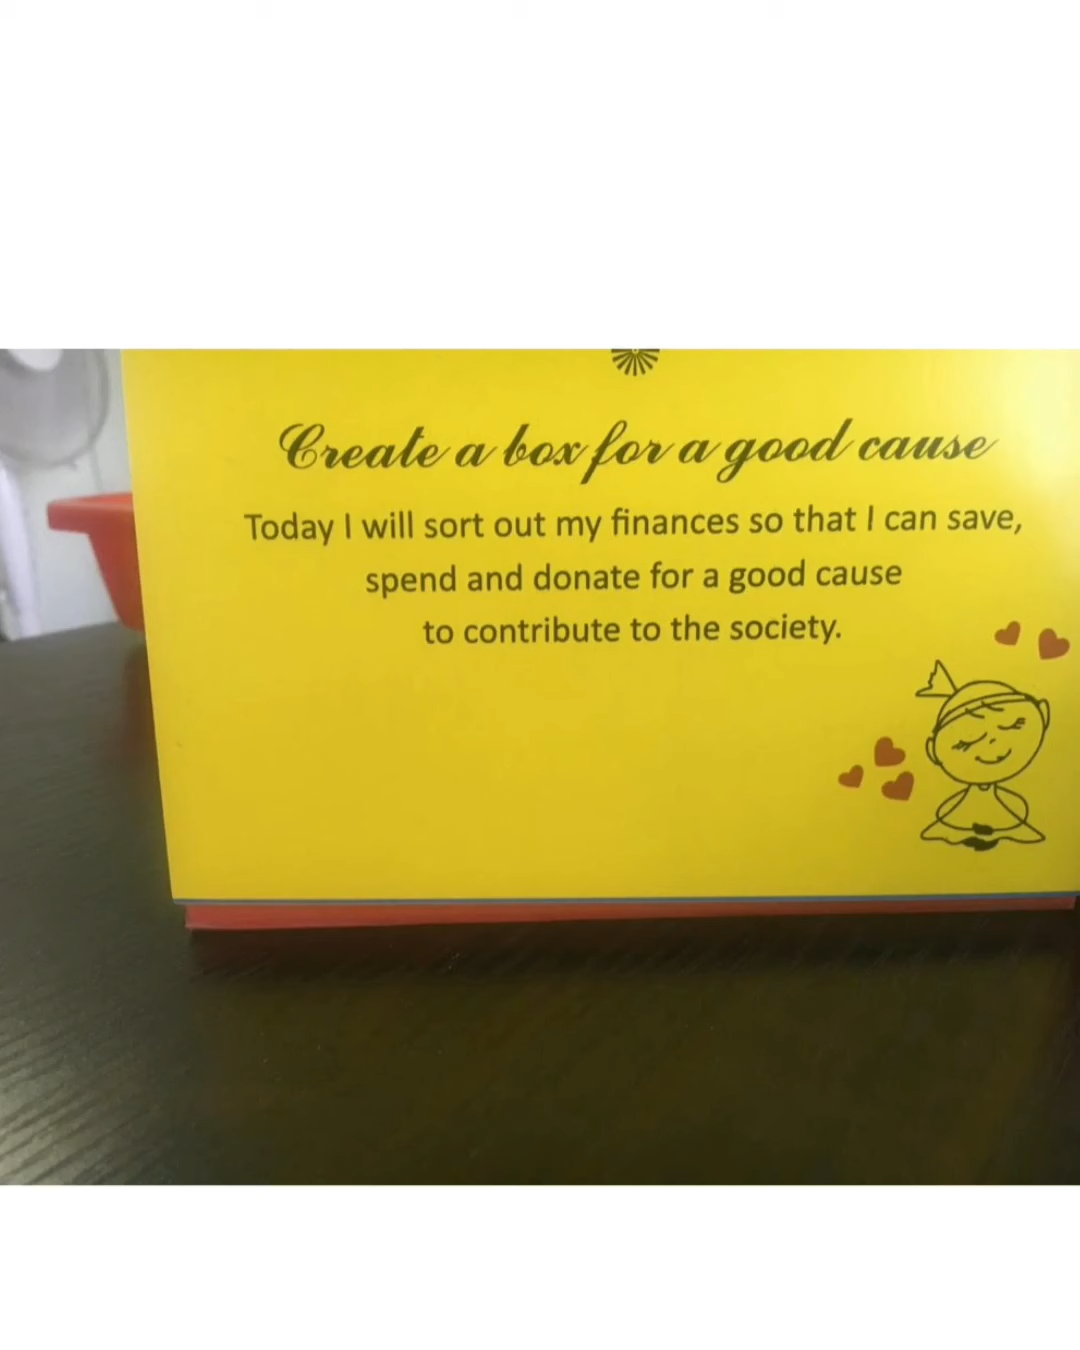 Create a box for a good cause
Today I will sort out my finances so that I can save,
spend and donate for a good cause
to contribute to the society.